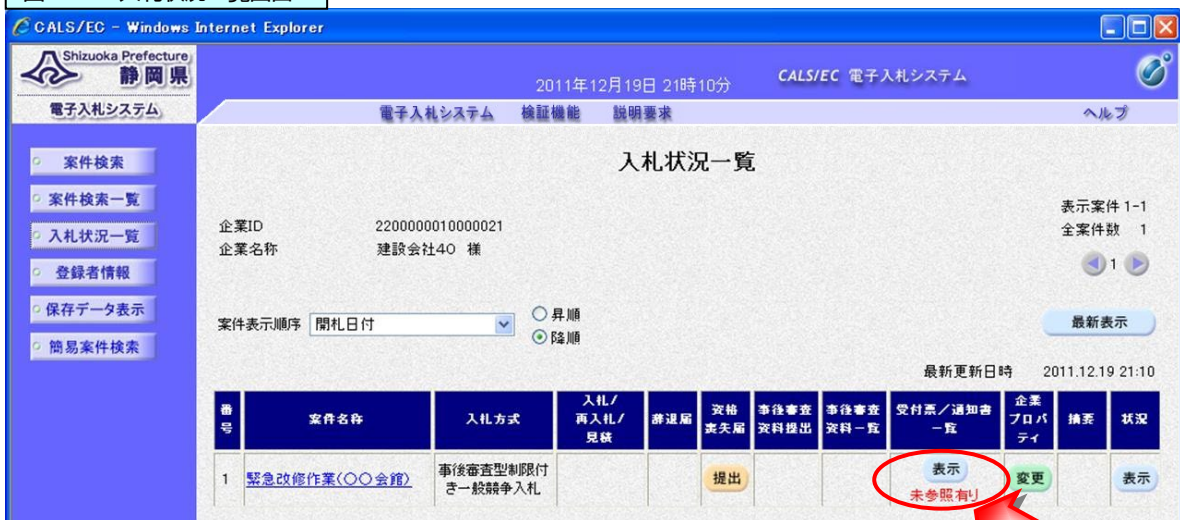 CALS/EC - Windows Internet Explorer
Shizuoka Prefecture
静岡県
2011年12月19日 21時10分
CALS/EC 電子入札システム
電子入札システム
電子入札システム 検証機能 説明要求
ヘルプ
案件検索
案件検索一覧
入札状況一覧
登録者情報
保存データ表示
簡易案件検索
入札状況一覧
企業ID 2200000010000021
企業名称 建設会社40 様
表示案件 1-1
全案件数 1
1
案件表示順序 開札日付
昇順
降順
最新表示
最新更新日時 2011.12.19 21:10
番号
案件名称
入札方式
入札/
再入札/
見積
辞退届
資格
喪失届
事後審査
資料提出
事後審査
資料一覧
受付票/通知書
一覧
企業
プロパ
ティ
摘要
状況
1
緊急改修作業(〇〇会館)
事後審査型制限付
き一般競争入札
提出
表示
未参照有り
変更
表示